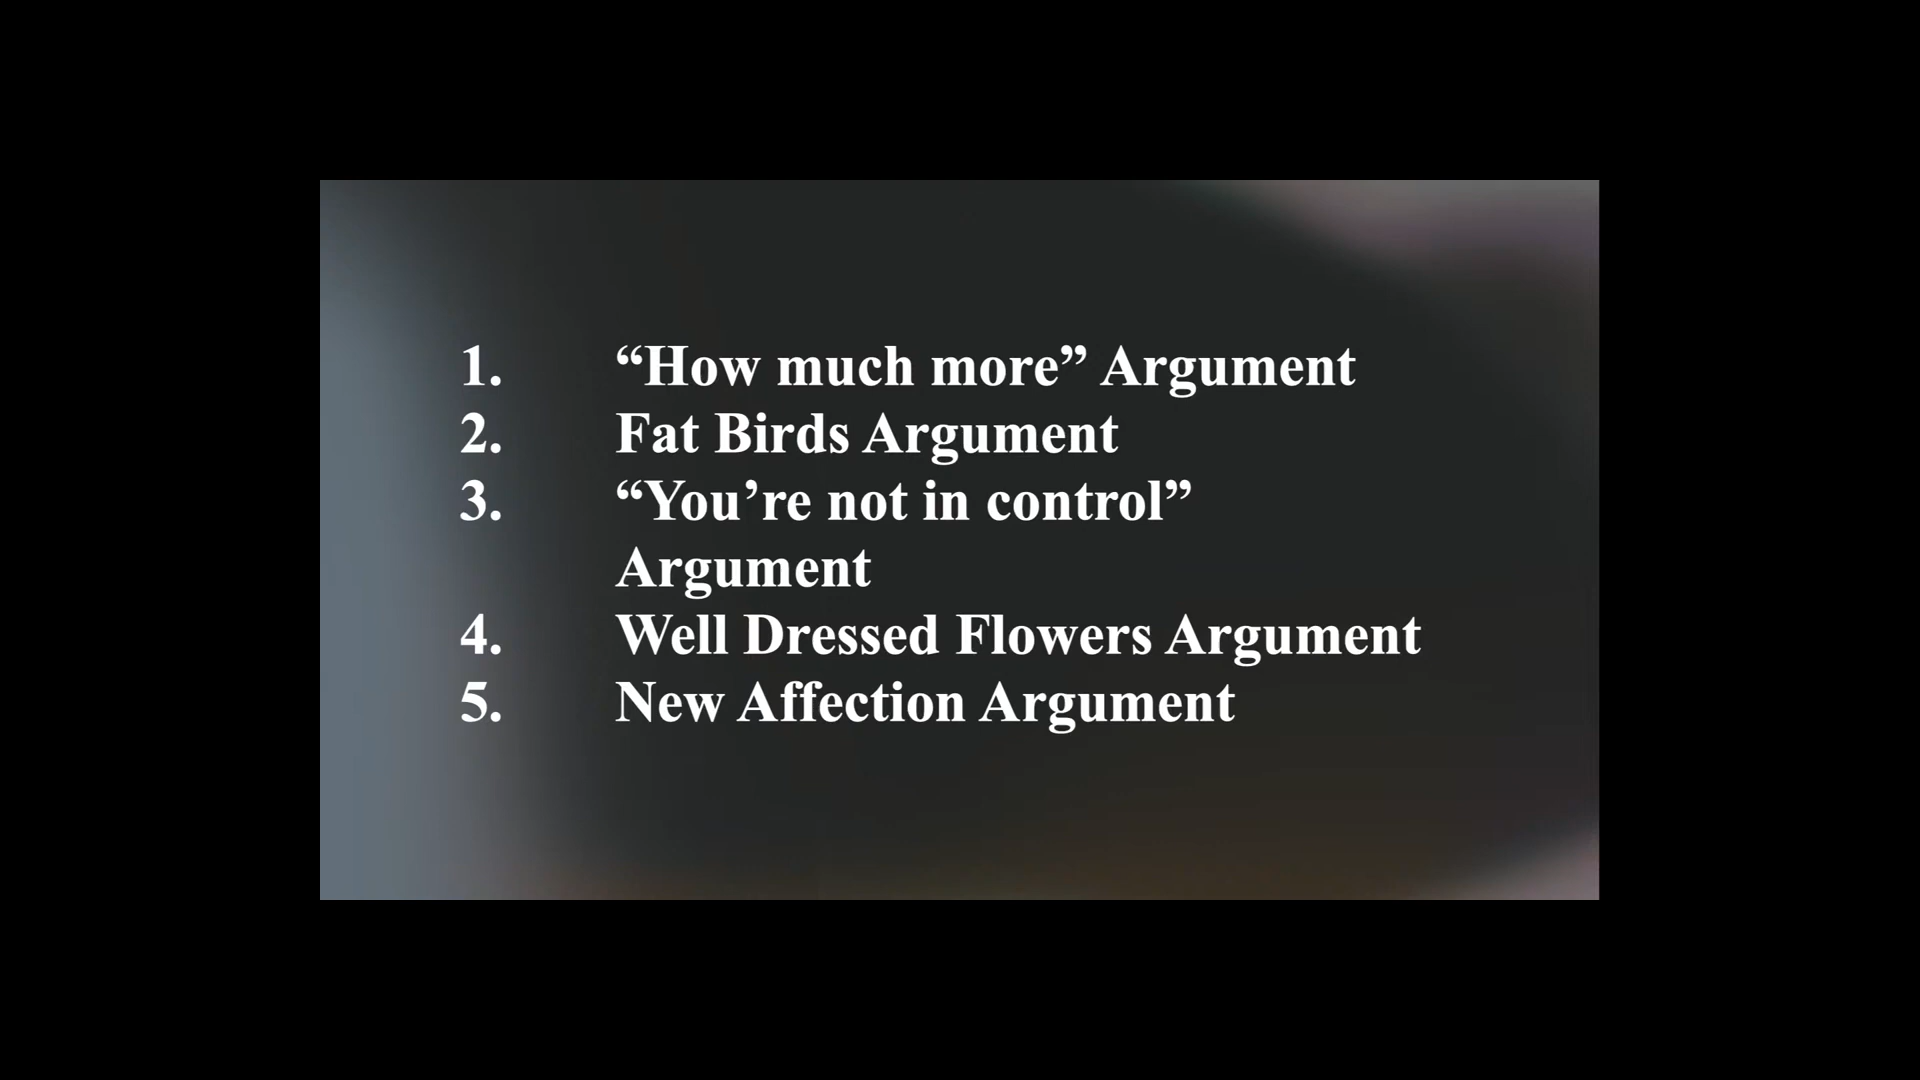 1. “How much more” Argument
2. Fat Birds Argument
3. “You’re not in control”
Argument
4. Well Dressed Flowers Argument
5. New Affection Argument